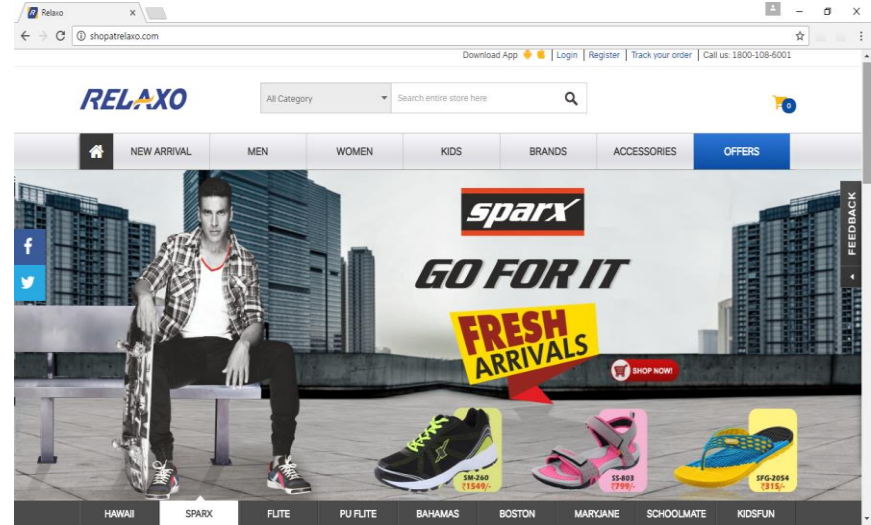 Relaxo
shopatrelaxo.com
Download App | Login | Register | Track your order | Call us: 1800-108-6001
RELAXO
All Category
Search entire store here
0
NEW ARRIVAL
MEN
WOMEN
KIDS
BRANDS
ACCESSORIES
OFFERS
FEEDBACK
sparx
GO FOR IT
FRESH
ARRIVALS
SHOP NOW!
SM-260
₹1549/-
SS-803
₹799/-
SFG-2054
₹315/-
HAWAII
SPARX
FLITE
PU FLITE
BAHAMAS
BOSTON
MARYJANE
SCHOOLMATE
KIDSFUN